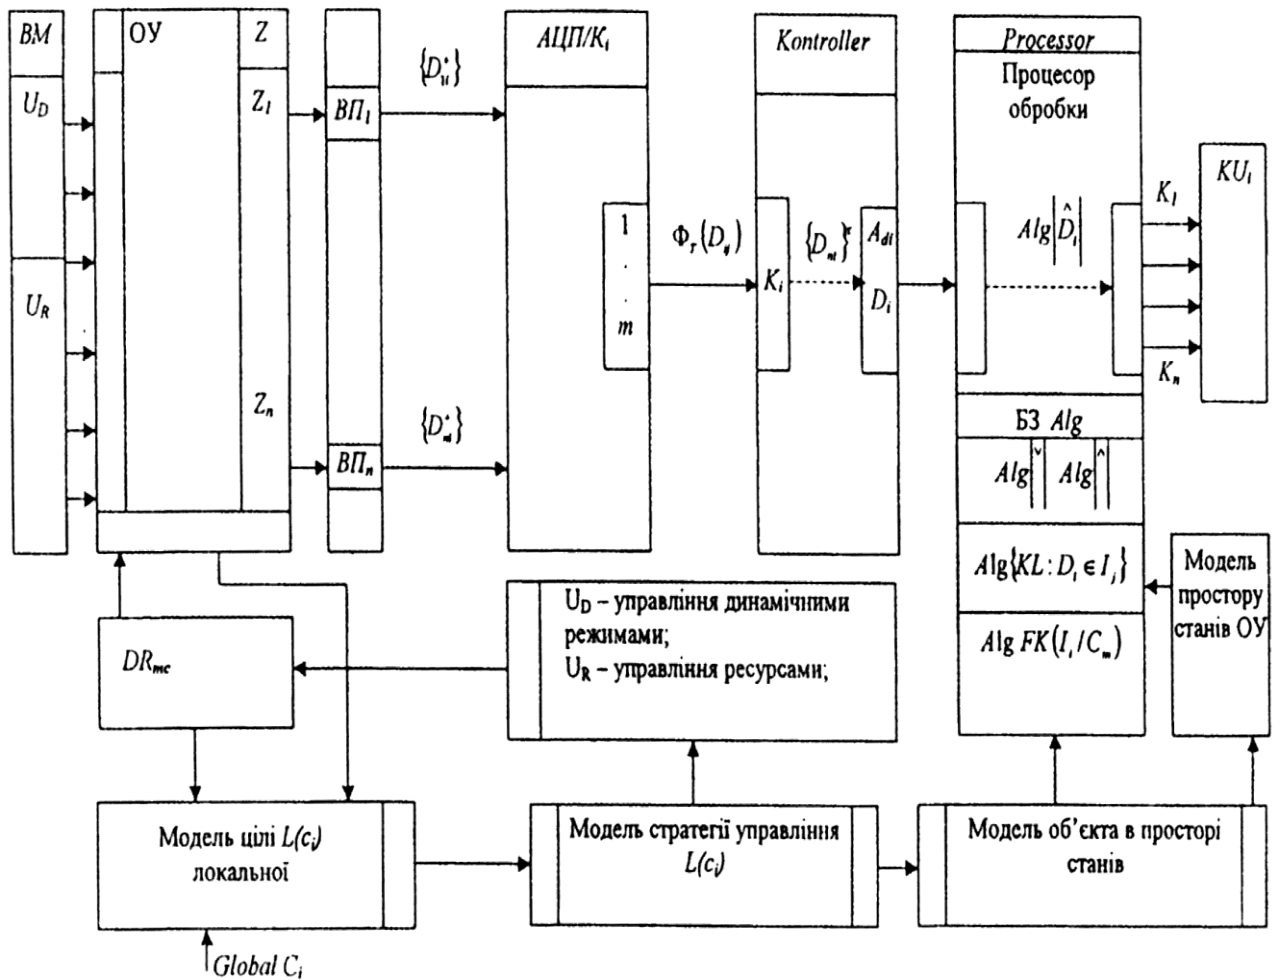 BM
ОУ
Z
АЦП/K_i
Kontroller
Processor
Процесор
обробки
U_D
U_R
Z_1
Z_n
ВП_1
ВП_n
1
.
.
m
Φ_T(D_ij)
K_i
A_di
D_i
Alg|D̂_i|
K_1
K_n
KU_i
БЗ Alg
Alg|ˇ| Alg|^|
Alg{KL : D_i ∈ I_j}
Alg FK(I_i/C_m)
Модель
простору
станів ОУ
U_D – управління динамічними
режимами;
U_R – управління ресурсами;
DR_mc
Модель цілі L(c_i)
локальної
Модель стратегії управління
L(c_i)
Модель об'єкта в просторі
станів
Global C_i